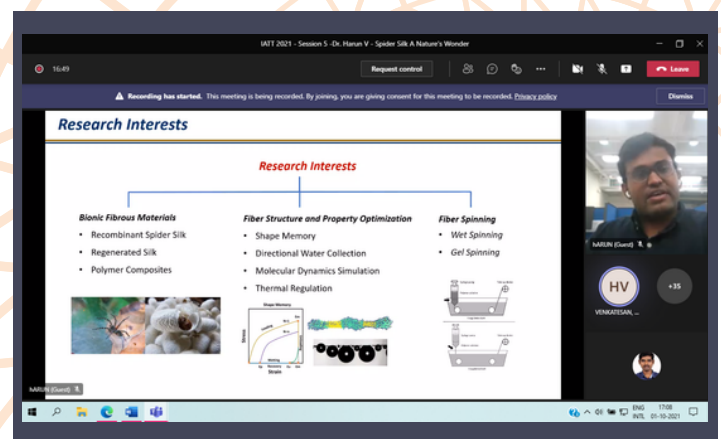 IATT 2021 - Session 5 -Dr. Harun V - Spider Silk A Nature's Wonder
16:49
Request control
Leave
Recording has started. This meeting is being recorded. By joining, you are giving consent for this meeting to be recorded. Privacy policy
Dismiss
Research Interests
Research Interests
Bionic Fibrous Materials
• Recombinant Spider Silk
• Regenerated Silk
• Polymer Composites
Fiber Structure and Property Optimization
• Shape Memory
• Directional Water Collection
• Molecular Dynamics Simulation
• Thermal Regulation
Fiber Spinning
• Wet Spinning
• Gel Spinning
Shape Memory
Stress
Strain
hARUN (Guest)
HV
+35
VENKATESAN, ...
hARUN (Guest)
ENG
INTL
17:08
01-10-2021